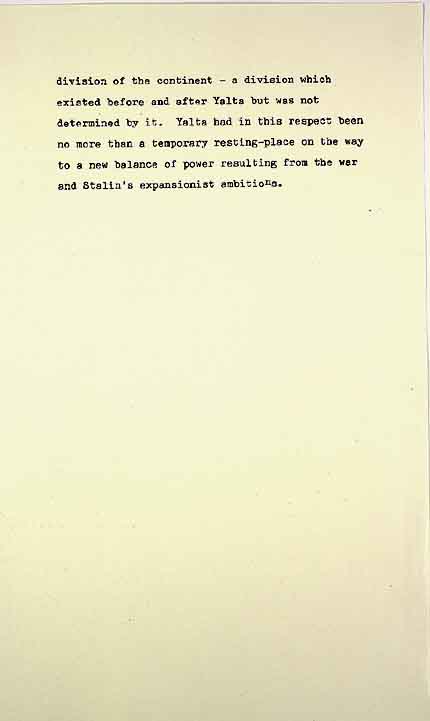 division of the continent - a division which
existed before and after Yalta but was not
determined by it. Yalta had in this respect been
no more than a temporary resting-place on the way
to a new balance of power resulting from the war
and Stalin's expansionist ambitions.